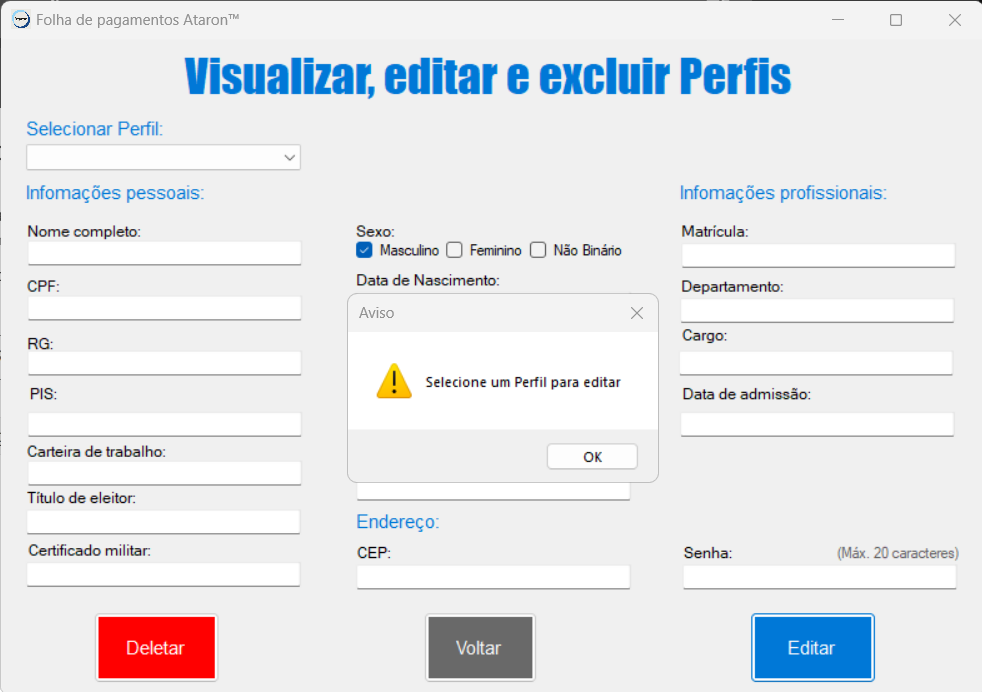 Folha de pagamentos Ataron™
Visualizar, editar e excluir Perfis
Selecionar Perfil:
Infomações pessoais:
Nome completo:
CPF:
RG:
PIS:
Carteira de trabalho:
Título de eleitor:
Certificado militar:
Sexo:
Masculino Feminino Não Binário
Data de Nascimento:
Aviso
Selecione um Perfil para editar
OK
Endereço:
CEP:
Infomações profissionais:
Matrícula:
Departamento:
Cargo:
Data de admissão:
Senha: (Máx. 20 caracteres)
Deletar
Voltar
Editar